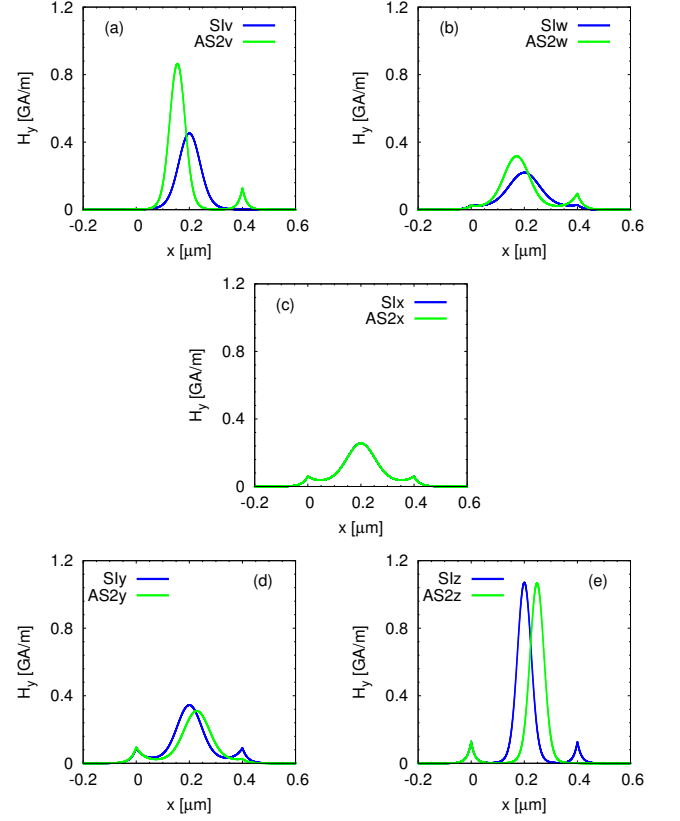 (a)
SIv
AS2v
1.2
0.8
0.4
0
H_y [GA/m]
-0.2 0 0.2 0.4 0.6
x [μm]
(b)
SIw
AS2w
1.2
0.8
0.4
0
H_y [GA/m]
-0.2 0 0.2 0.4 0.6
x [μm]
(c)
SIx
AS2x
1.2
0.8
0.4
0
H_y [GA/m]
-0.2 0 0.2 0.4 0.6
x [μm]
SIy
AS2y
(d)
1.2
0.8
0.4
0
H_y [GA/m]
-0.2 0 0.2 0.4 0.6
x [μm]
SIz
AS2z
(e)
1.2
0.8
0.4
0
H_y [GA/m]
-0.2 0 0.2 0.4 0.6
x [μm]